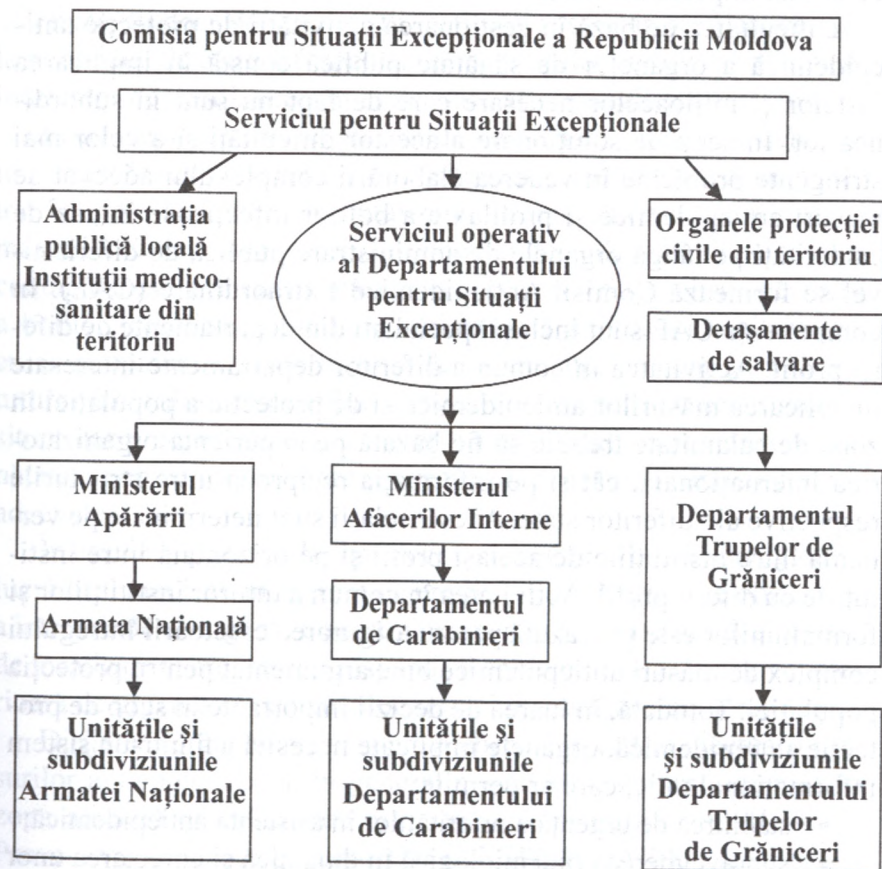 Comisia pentru Situații Excepționale a Republicii Moldova
Serviciul pentru Situații Excepționale
Administrația
publică locală
Instituții medico-
sanitare din
teritoriu
Serviciul operativ
al Departamentului
pentru Situații
Excepționale
Organele protecției
civile din teritoriu
Detașamente
de salvare
Ministerul
Apărării
Armata Națională
Unitățile și
subdiviziunile
Armatei Naționale
Ministerul
Afacerilor Interne
Departamentul
de Carabinieri
Unitățile și
subdiviziunile
Departamentului
de Carabinieri
Departamentul
Trupelor de
Grăniceri
Unitățile
și subdiviziunile
Departamentului
Trupelor
de Grăniceri